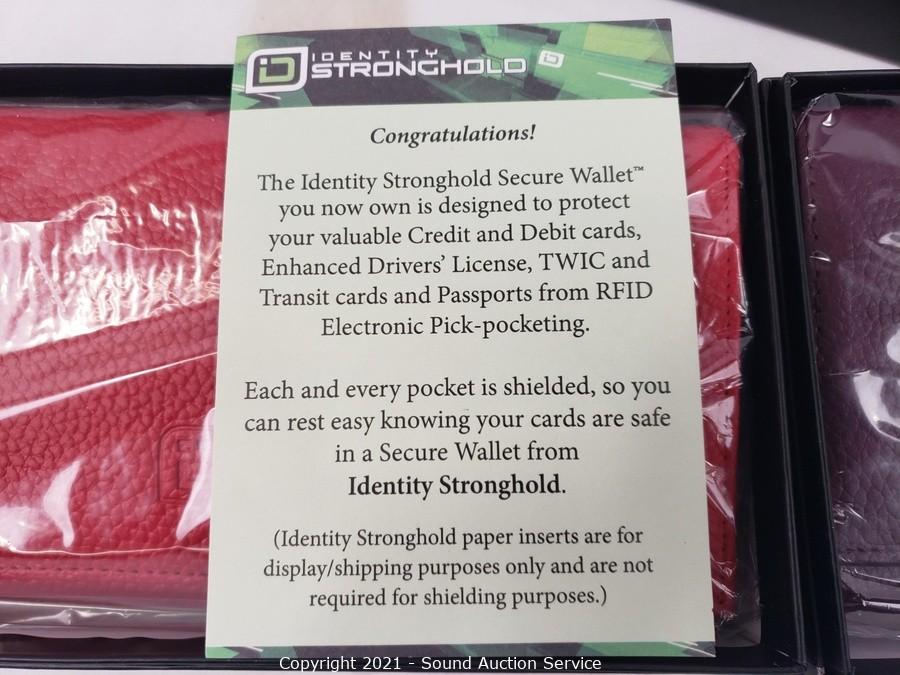 iD IDENTITY
STRONGHOLD iD
Congratulations!
The Identity Stronghold Secure Wallet™
you now own is designed to protect
your valuable Credit and Debit cards,
Enhanced Drivers' License, TWIC and
Transit cards and Passports from RFID
Electronic Pick-pocketing.
Each and every pocket is shielded, so you
can rest easy knowing your cards are safe
in a Secure Wallet from
Identity Stronghold.
(Identity Stronghold paper inserts are for
display/shipping purposes only and are not
required for shielding purposes.)
Copyright 2021 - Sound Auction Service